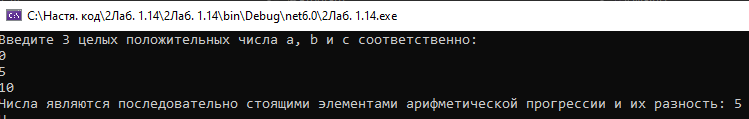 C:\Настя. код\2Лаб. 1.14\2Лаб. 1.14\bin\Debug\net6.0\2Лаб. 1.14.exe
Введите 3 целых положительных числа a, b и c соответственно:
0
5
10
Числа являются последовательно стоящими элементами арифметической прогрессии и их разность: 5